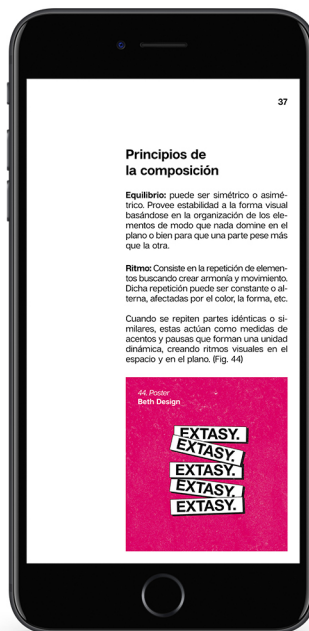 37
Principios de
la composición
Equilibrio: puede ser simétrico o asimé-
trico. Provee estabilidad a la forma visual
basándose en la organización de los ele-
mentos de modo que nada domine en el
plano o bien para que una parte pese más
que la otra.
Ritmo: Consiste en la repetición de elemen-
tos buscando crear armonía y movimiento.
Dicha repetición puede ser constante o al-
terna, afectadas por el color, la forma, etc.
Cuando se repiten partes idénticas o si-
milares, estas actúan como medidas de
acentos y pausas que forman una unidad
dinámica, creando ritmos visuales en el
espacio y en el plano. (Fig. 44)
44, Poster
Beth Design
EXTASY.
EXTASY.
EXTASY.
EXTASY.
EXTASY.